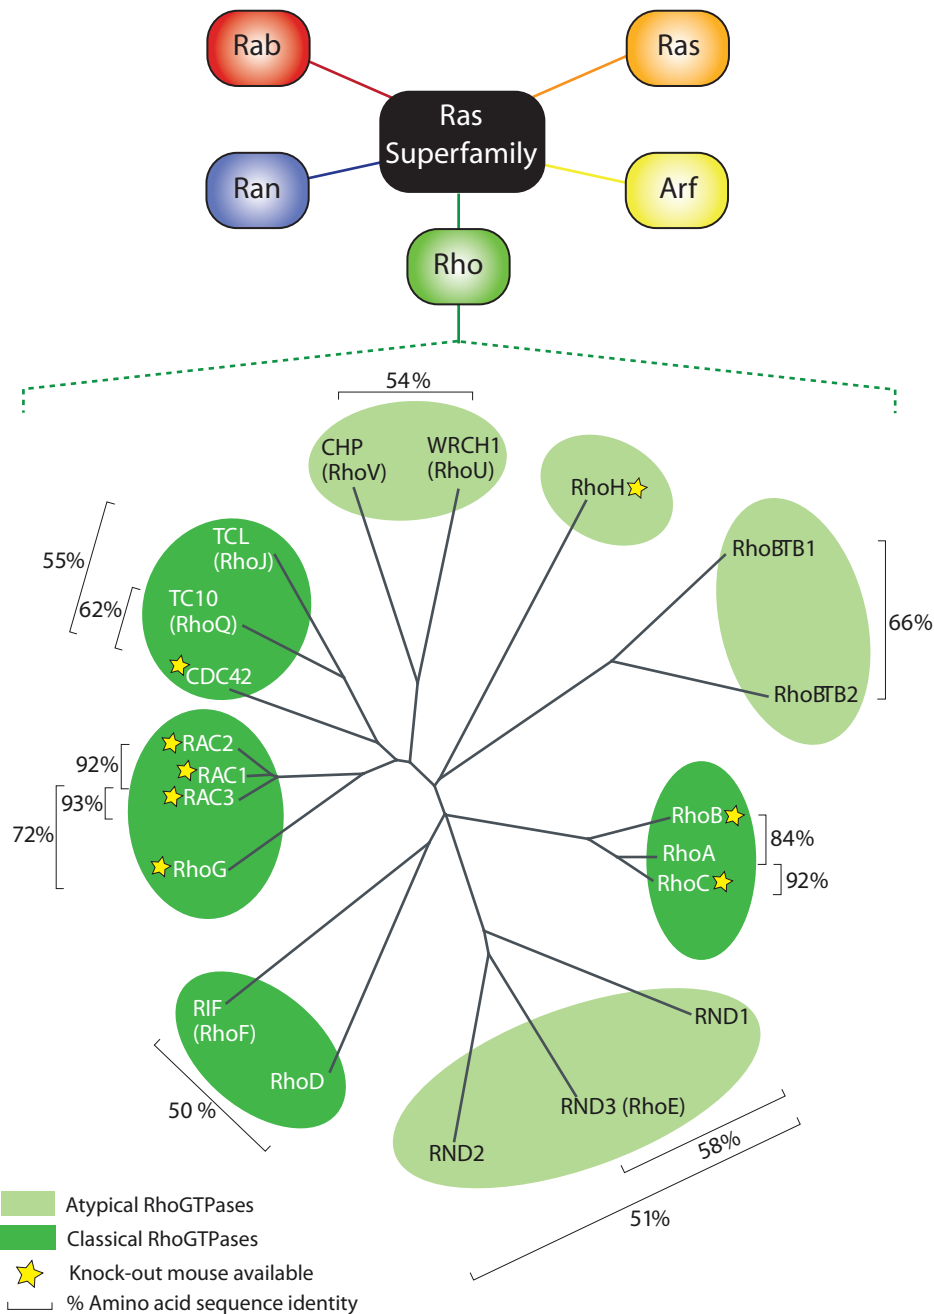 Rab
Ras
Ras
Superfamily
Ran
Arf
Rho
54%
CHP
(RhoV)
WRCH1
(RhoU)
RhoH
TCL
(RhoJ)
55%
RhoBTB1
TC10
(RhoQ)
62%
66%
CDC42
RhoBTB2
RAC2
92%
RAC1
RAC3
93%
72%
RhoG
RhoB
84%
RhoA
RhoC
92%
RIF
(RhoF)
RND1
RhoD
50 %
RND3 (RhoE)
58%
RND2
51%
Atypical RhoGTPases
Classical RhoGTPases
Knock-out mouse available
% Amino acid sequence identity